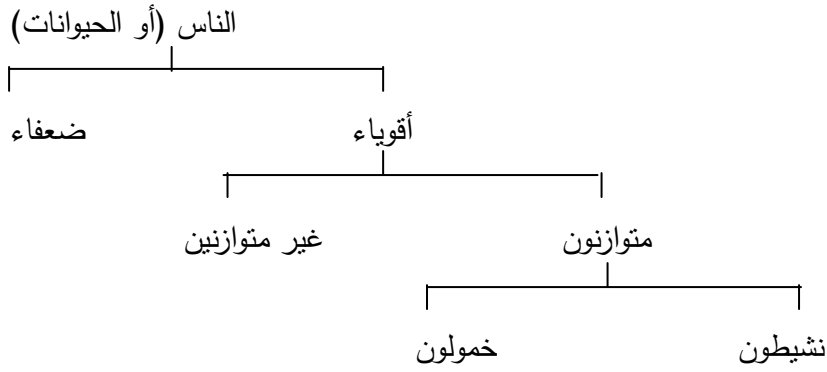 الناس (أو الحيوانات)
أقوياء ضعفاء
متوازنون غير متوازنين
نشيطون خمولون